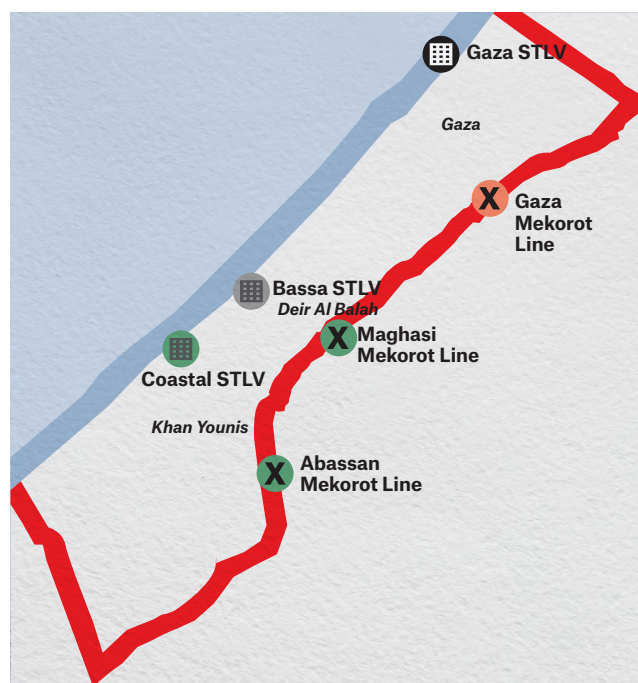 Gaza STLV
Gaza
X
Gaza
Mekorot
Line
Bassa STLV
Deir Al Balah
X
Maghasi
Mekorot Line
Coastal STLV
Khan Younis
X
Abassan
Mekorot Line